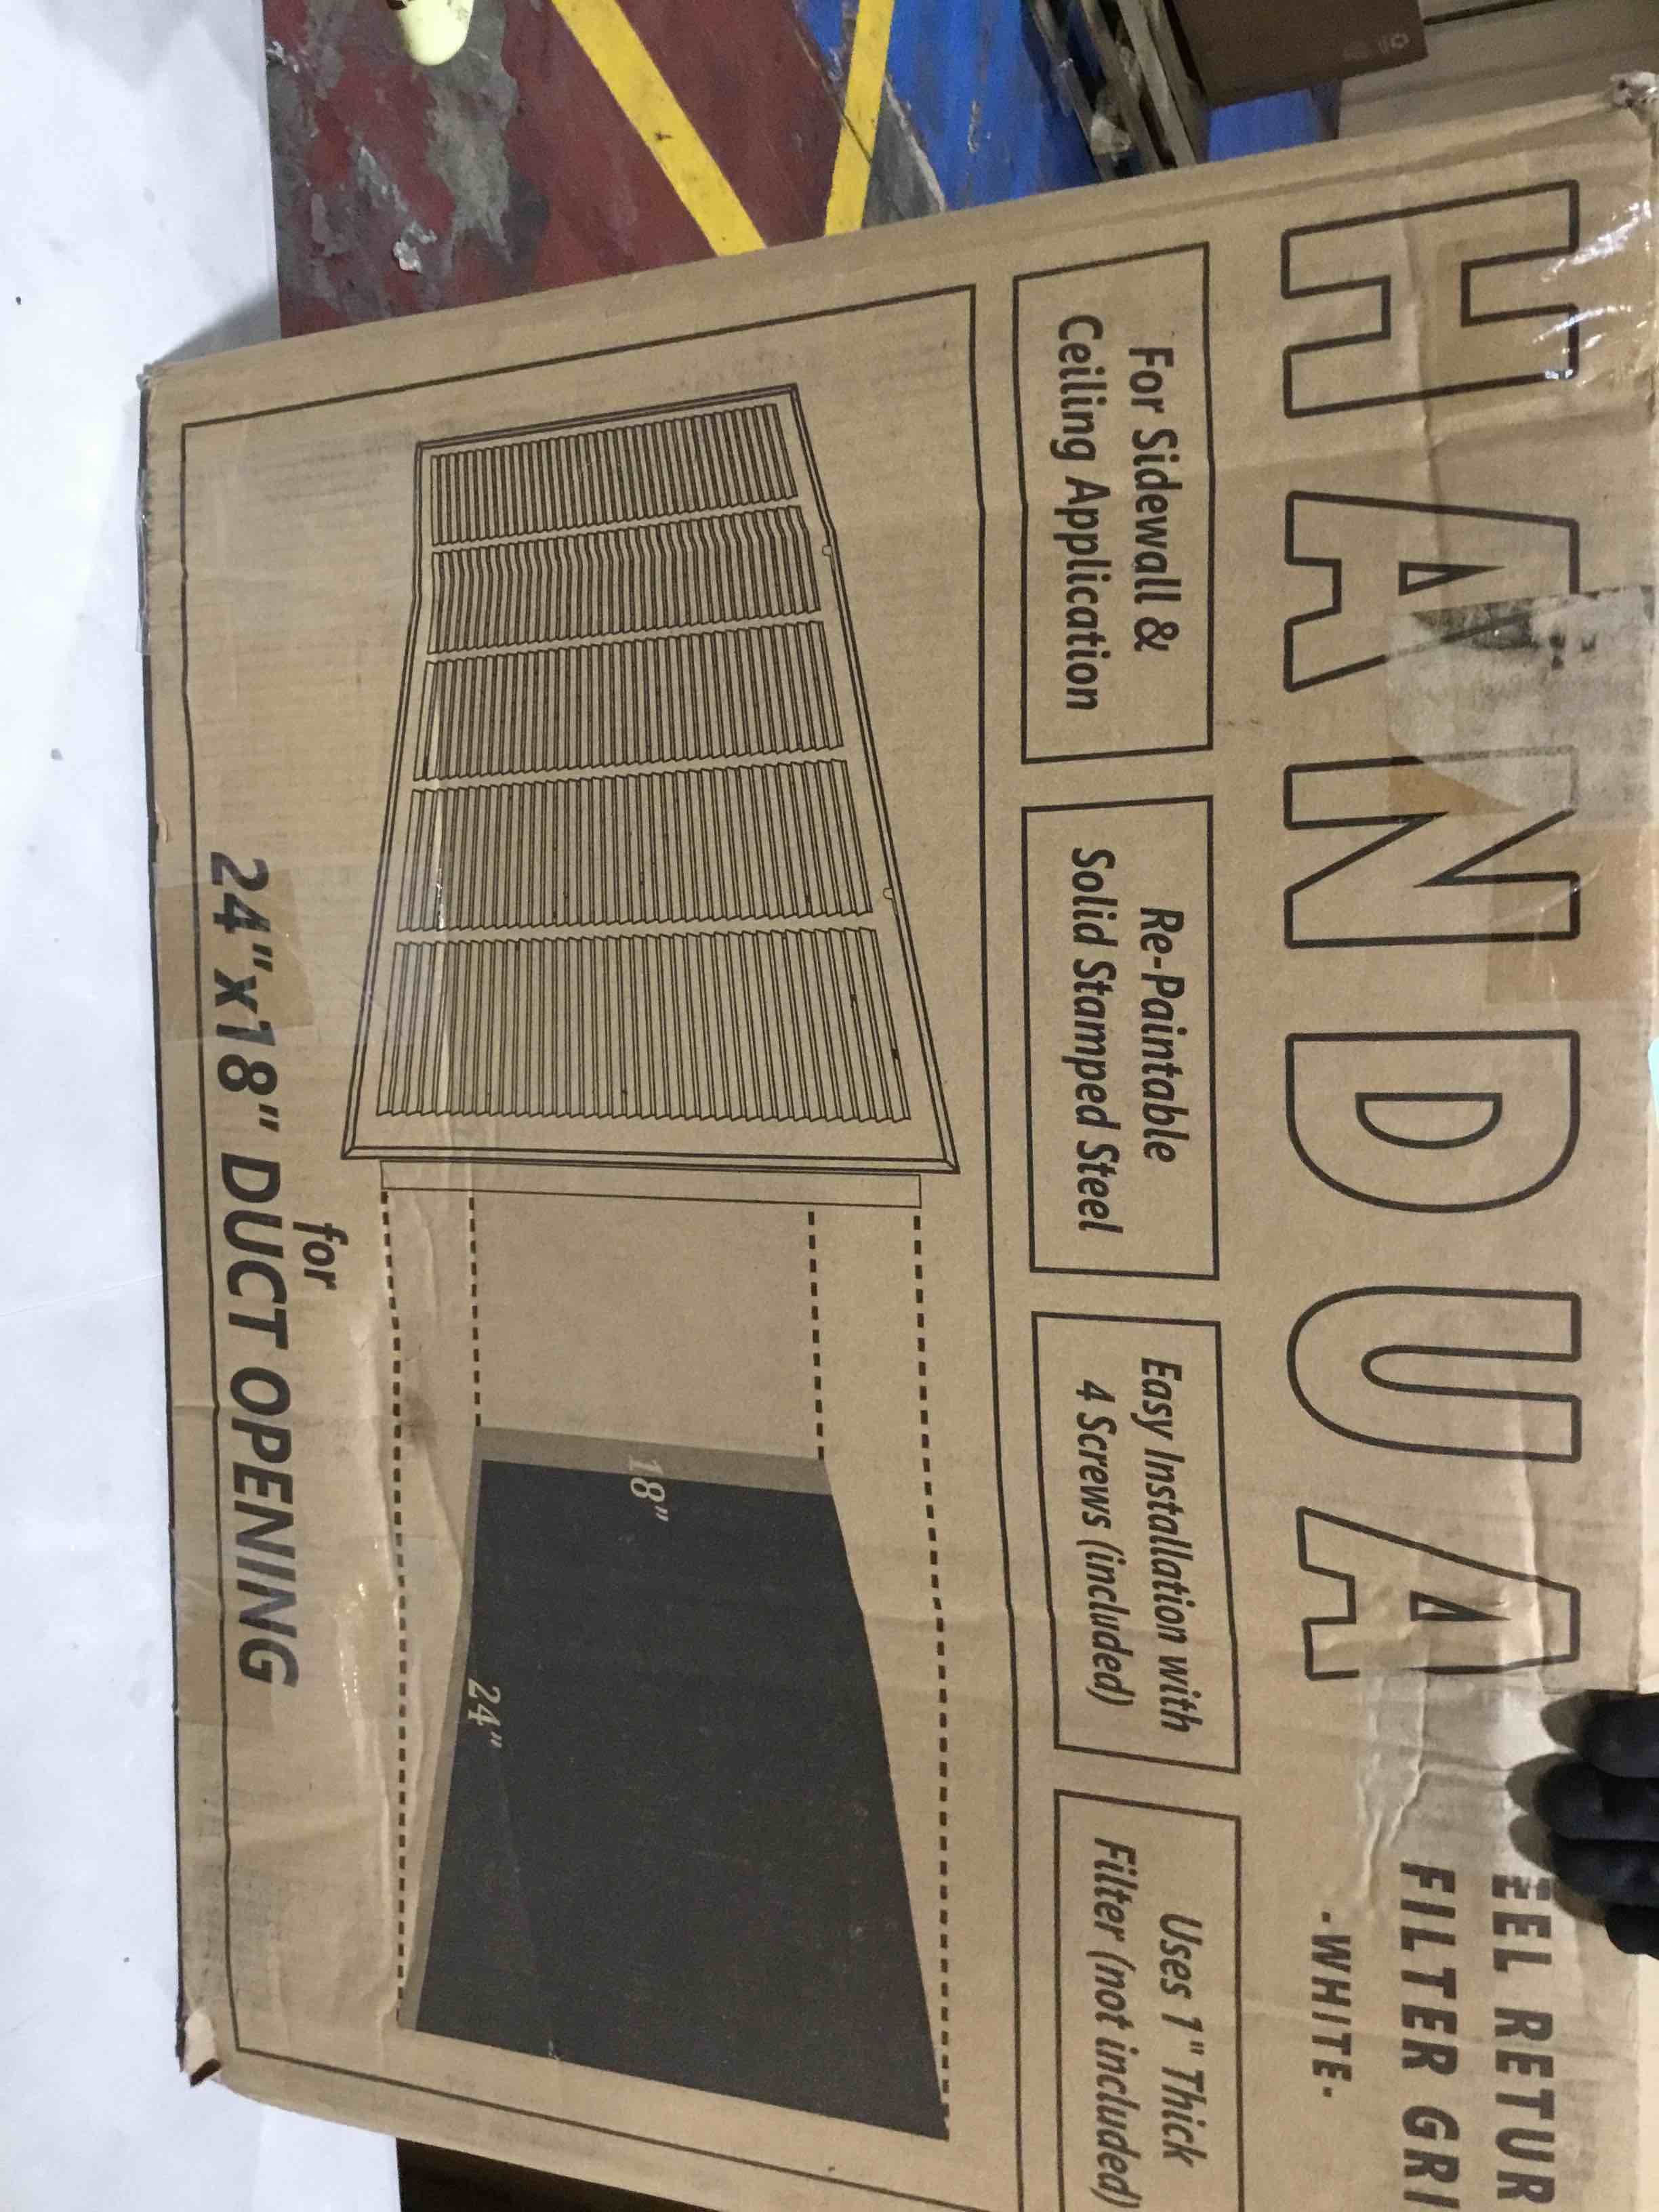 HANDUA
EEL RETUR
FILTER GRI
-WHITE-
For Sidewall &
Ceiling Application
Re-Paintable
Solid Stamped Steel
Easy Installation with
4 Screws (included)
Uses 1" Thick
Filter (not included)
18"
24"
for
24"x18" DUCT OPENING